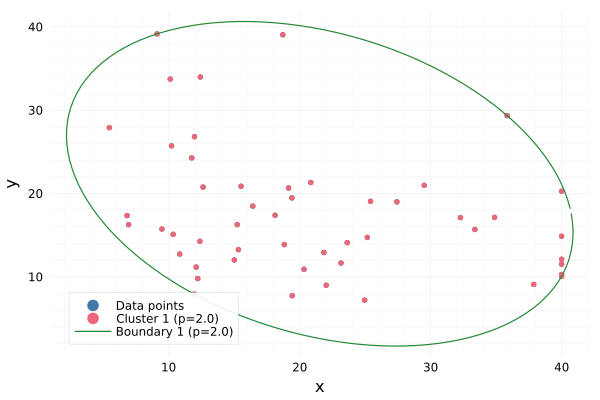 40
30
20
10
y
Data points
Cluster 1 (p=2.0)
Boundary 1 (p=2.0)
10 20 30 40
x